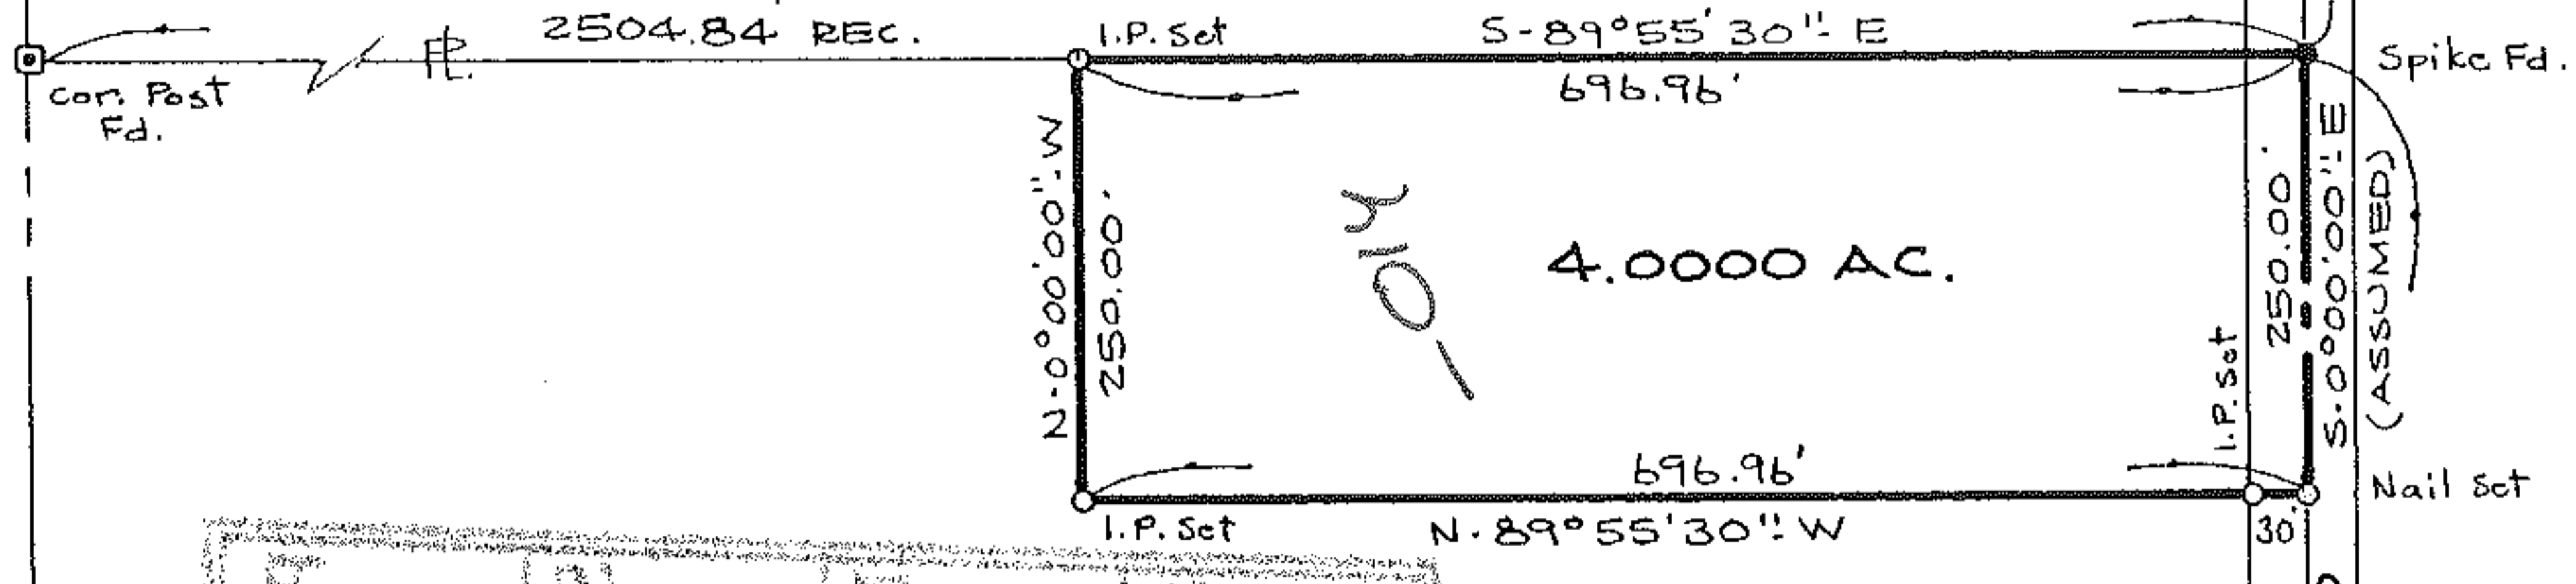 2504.84 REC.
I.P. Set
S-89°55'30"- E
Spike Fd.
Cor. Post
Fd.
PL.
696.96'
N-0°00'00"-W
250.00'
4.0000 AC.
I.P. Set
250.00'
S-0°00'00"-E
(ASSUMED)
696.96'
Nail Set
I.P. Set
N-89°55'30"-W
30'